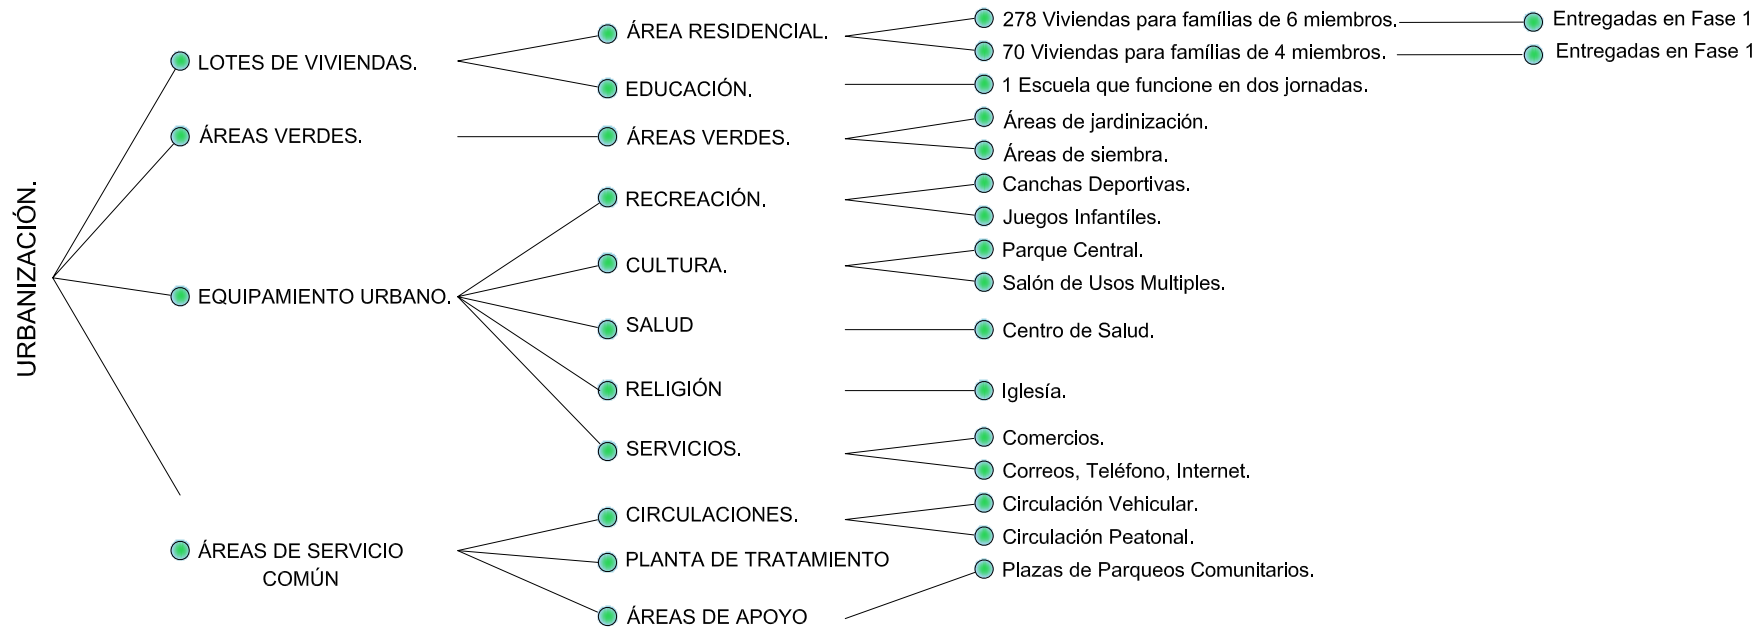 URBANIZACIÓN.
LOTES DE VIVIENDAS.
ÁREA RESIDENCIAL.
278 Viviendas para famílias de 6 miembros.
Entregadas en Fase 1
70 Viviendas para famílias de 4 miembros.
Entregadas en Fase 1
EDUCACIÓN.
1 Escuela que funcione en dos jornadas.
ÁREAS VERDES.
ÁREAS VERDES.
Áreas de jardinización.
Áreas de siembra.
EQUIPAMIENTO URBANO.
RECREACIÓN.
Canchas Deportivas.
Juegos Infantíles.
CULTURA.
Parque Central.
Salón de Usos Multiples.
SALUD
Centro de Salud.
RELIGIÓN
Iglesía.
SERVICIOS.
Comercios.
Correos, Teléfono, Internet.
ÁREAS DE SERVICIO
COMÚN
CIRCULACIONES.
Circulación Vehicular.
Circulación Peatonal.
PLANTA DE TRATAMIENTO
ÁREAS DE APOYO
Plazas de Parqueos Comunitarios.